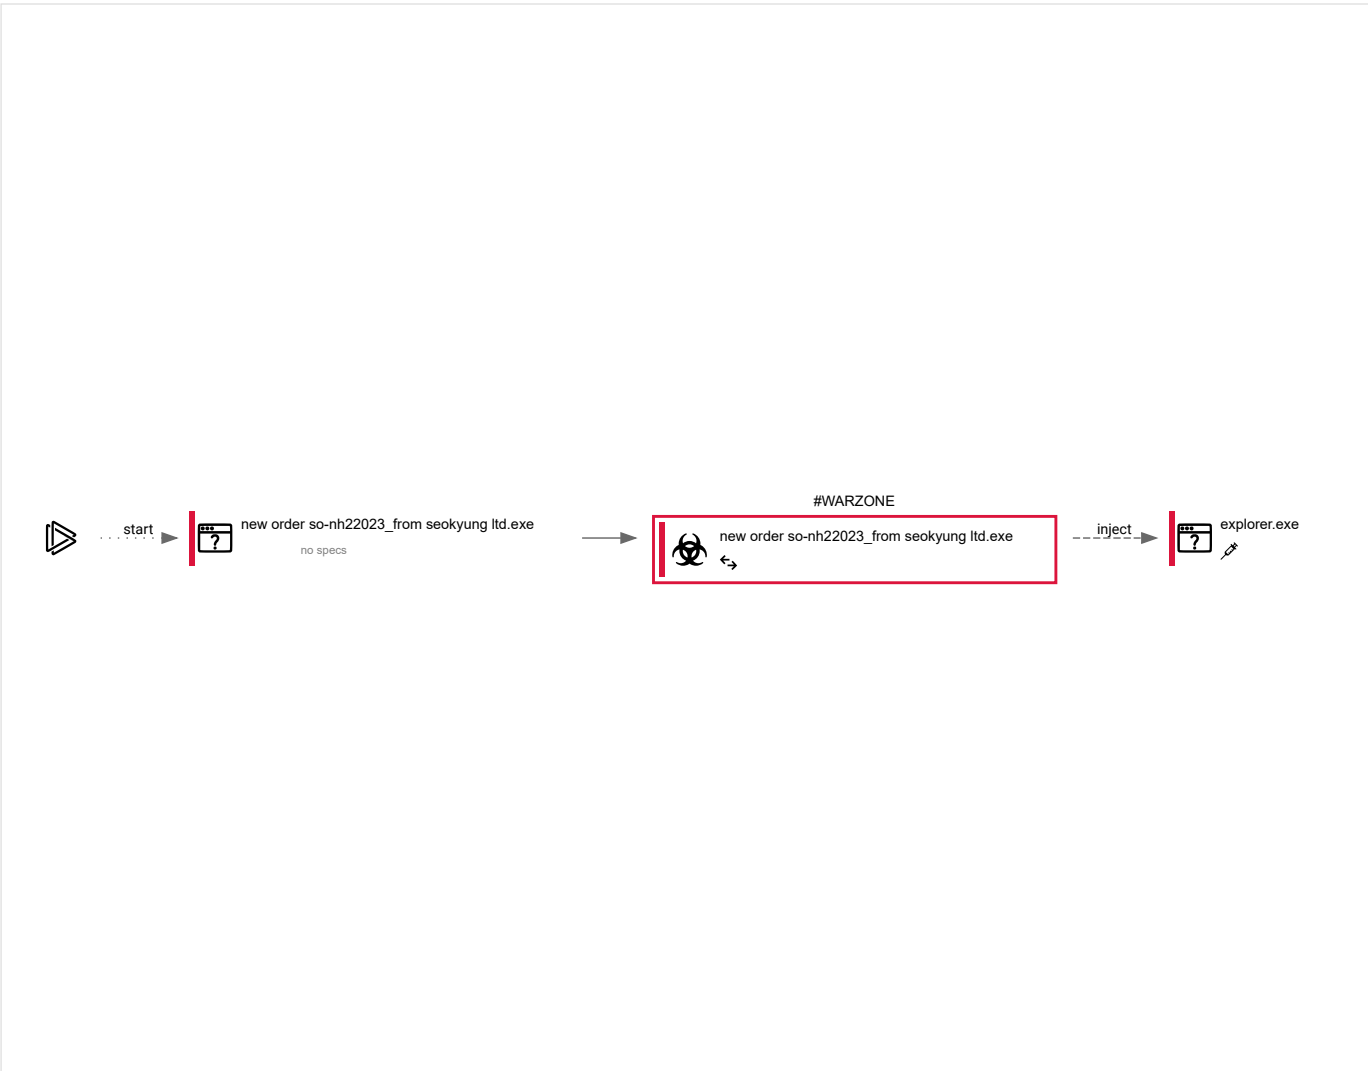 start
new order so-nh22023_from seokyung ltd.exe
no specs
#WARZONE
new order so-nh22023_from seokyung ltd.exe
inject
explorer.exe